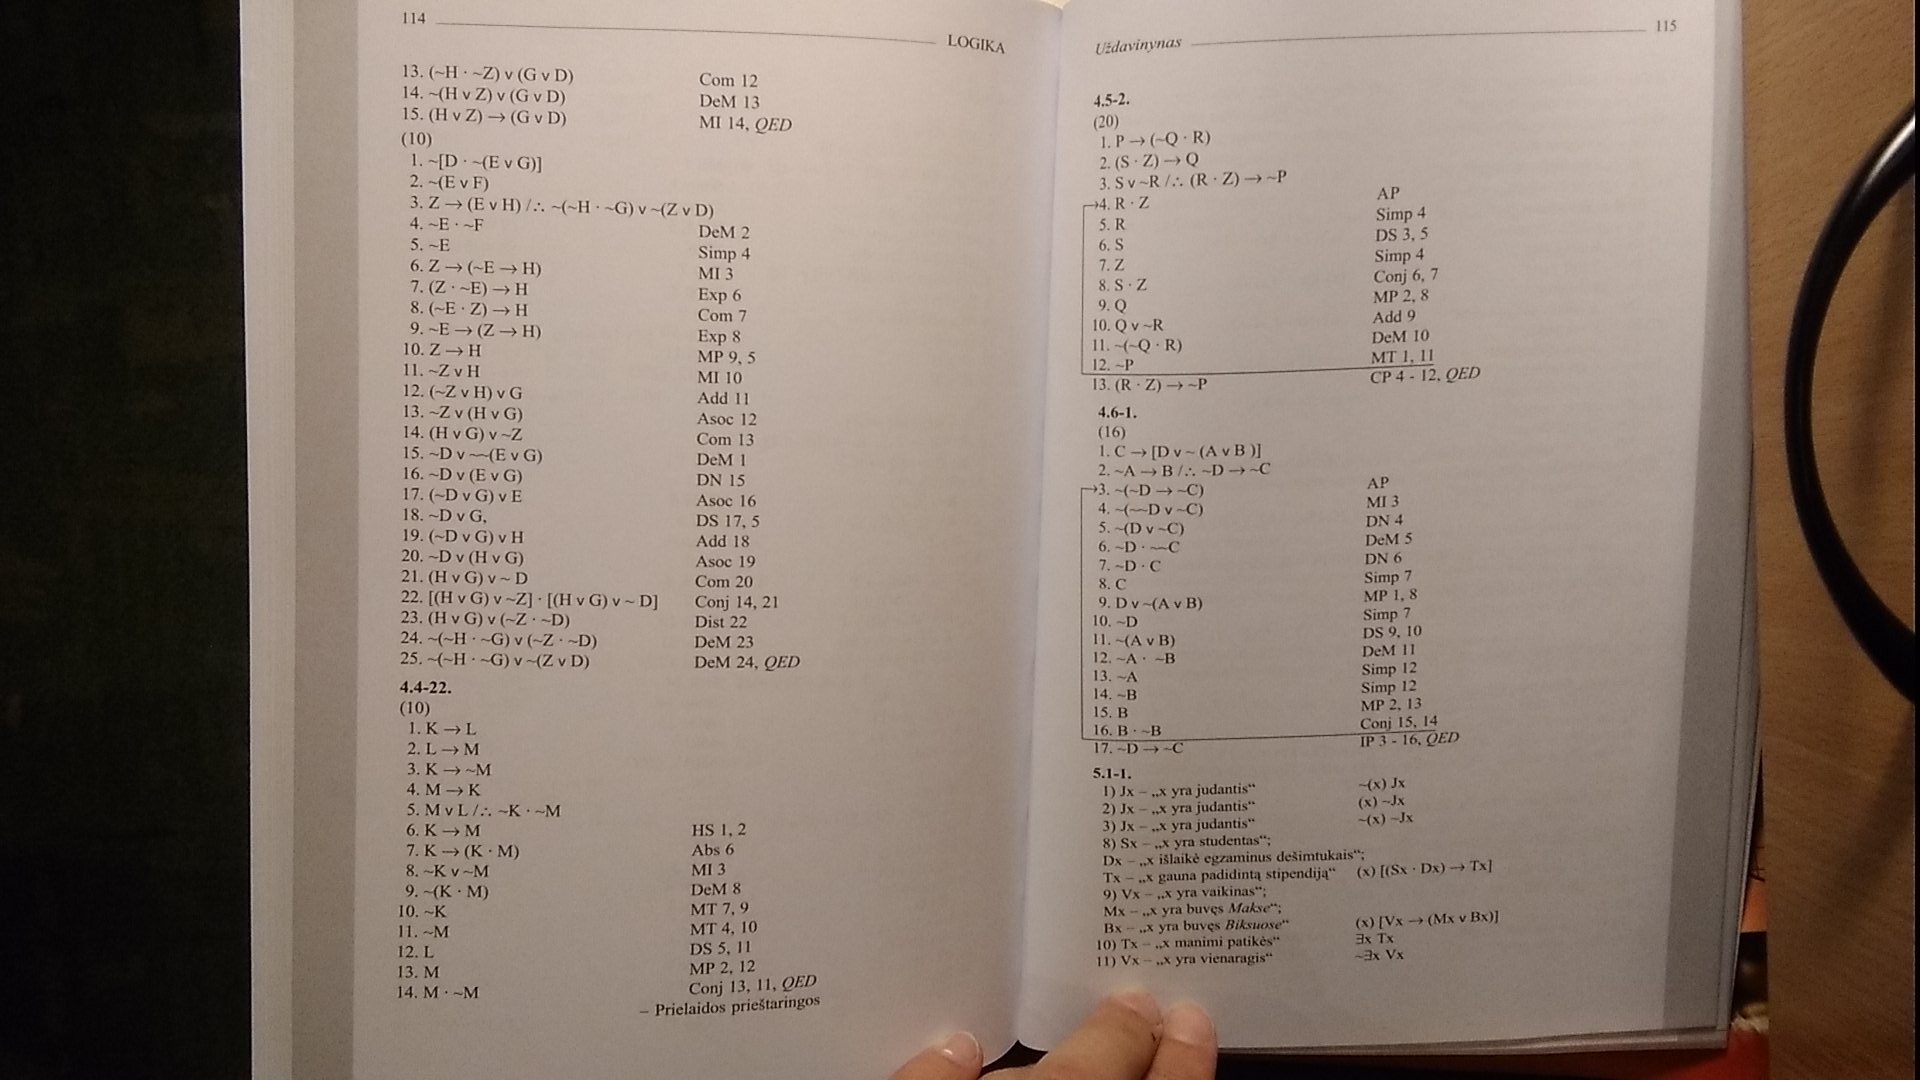 114
LOGIKA
13. (~H · ~Z) v (G v D) Com 12
14. ~(H v Z) v (G v D) DeM 13
15. (H v Z) → (G v D) MI 14, QED
(10)
1. ~[D · ~(E v G)]
2. ~(E v F)
3. Z → (E v H) /∴ ~(~H · ~G) v ~(Z v D)
4. ~E · ~F DeM 2
5. ~E Simp 4
6. Z → (~E → H) MI 3
7. (Z · ~E) → H Exp 6
8. (~E · Z) → H Com 7
9. ~E → (Z → H) Exp 8
10. Z → H MP 9, 5
11. ~Z v H MI 10
12. (~Z v H) v G Add 11
13. ~Z v (H v G) Asoc 12
14. (H v G) v ~Z Com 13
15. ~D v ~~(E v G) DeM 1
16. ~D v (E v G) DN 15
17. (~D v G) v E Asoc 16
18. ~D v G, DS 17, 5
19. (~D v G) v H Add 18
20. ~D v (H v G) Asoc 19
21. (H v G) v ~ D Com 20
22. [(H v G) v ~Z] · [(H v G) v ~ D] Conj 14, 21
23. (H v G) v (~Z · ~D) Dist 22
24. ~(~H · ~G) v (~Z · ~D) DeM 23
25. ~(~H · ~G) v ~(Z v D) DeM 24, QED
4.4-22.
(10)
1. K → L
2. L → M
3. K → ~M
4. M → K
5. M v L /∴ ~K · ~M
6. K → M HS 1, 2
7. K → (K · M) Abs 6
8. ~K v ~M MI 3
9. ~(K · M) DeM 8
10. ~K MT 7, 9
11. ~M MT 4, 10
12. L DS 5, 11
13. M MP 2, 12
14. M · ~M Conj 13, 11, QED
– Prielaidos prieštaringos
Uždavinynas
115
4.5-2.
(20)
1. P → (~Q · R)
2. (S · Z) → Q
3. S v ~R /∴ (R · Z) → ~P
4. R · Z AP
5. R Simp 4
6. S DS 3, 5
7. Z Simp 4
8. S · Z Conj 6, 7
9. Q MP 2, 8
10. Q v ~R Add 9
11. ~(~Q · R) DeM 10
12. ~P MT 1, 11
13. (R · Z) → ~P CP 4 - 12, QED
4.6-1.
(16)
1. C → [D v ~ (A v B )]
2. ~A → B /∴ ~D → ~C
3. ~(~D → ~C) AP
4. ~(~~D v ~C) MI 3
5. ~(D v ~C) DN 4
6. ~D · ~~C DeM 5
7. ~D · C DN 6
8. C Simp 7
9. D v ~(A v B) MP 1, 8
10. ~D Simp 7
11. ~(A v B) DS 9, 10
12. ~A · ~B DeM 11
13. ~A Simp 12
14. ~B Simp 12
15. B MP 2, 13
16. B · ~B Conj 15, 14
17. ~D → ~C IP 3 - 16, QED
5.1-1.
1) Jx – „x yra judantis“ ~(x) Jx
2) Jx – „x yra judantis“ (x) ~Jx
3) Jx – „x yra judantis“ ~(x) ~Jx
8) Sx – „x yra studentas“;
Dx – „x išlaikė egzaminus dešimtukais“;
Tx – „x gauna padidintą stipendiją“ (x) [(Sx · Dx) → Tx]
9) Vx – „x yra vaikinas“;
Mx – „x yra buvęs Makse“;
Bx – „x yra buvęs Biksuose“ (x) [Vx → (Mx v Bx)]
10) Tx – „x manimi patikės“ ∃x Tx
11) Vx – „x yra vienaragis“ ~∃x Vx